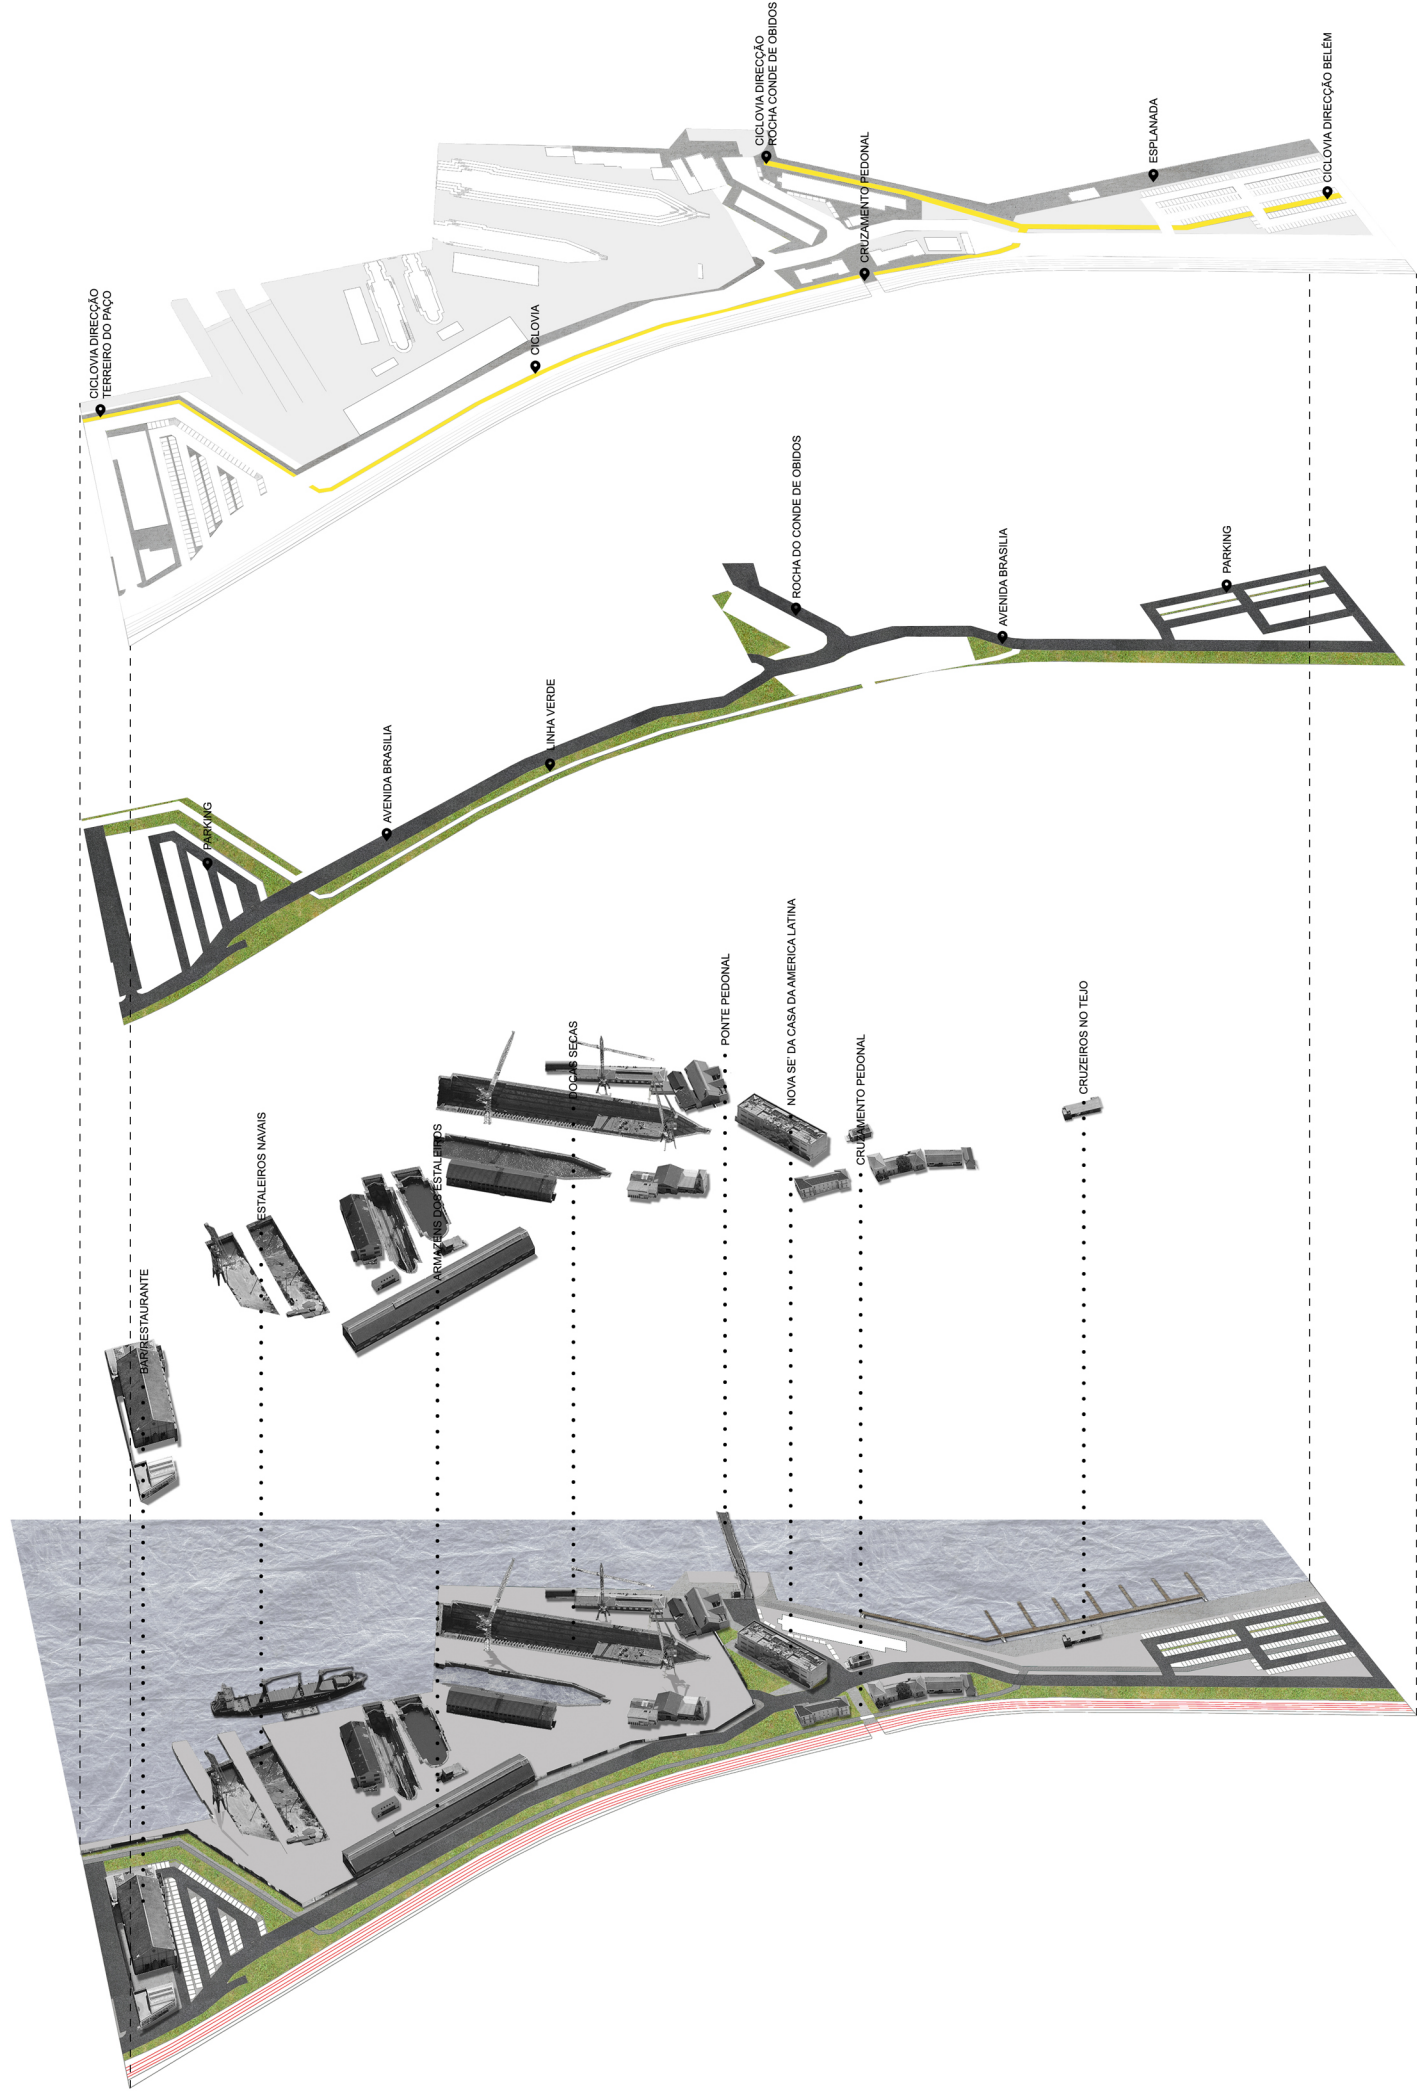 CICLOVIA DIRECÇÃO
TERREIRO DO PAÇO
CICLOVIA
CICLOVIA DIRECÇÃO
ROCHA CONDE DE OBIDOS
CRUZAMENTO PEDONAL
ESPLANADA
CICLOVIA DIRECÇÃO BELÉM
PARKING
AVENIDA BRASILIA
LINHA VERDE
ROCHA DO CONDE DE OBIDOS
AVENIDA BRASILIA
PARKING
BAR/RESTAURANTE
ESTALEIROS NAVAIS
ARMAZENS DOS ESTALEIROS
DOCAS SECAS
PONTE PEDONAL
NOVA SE' DA CASA DA AMERICA LATINA
CRUZAMENTO PEDONAL
CRUZEIROS NO TEJO